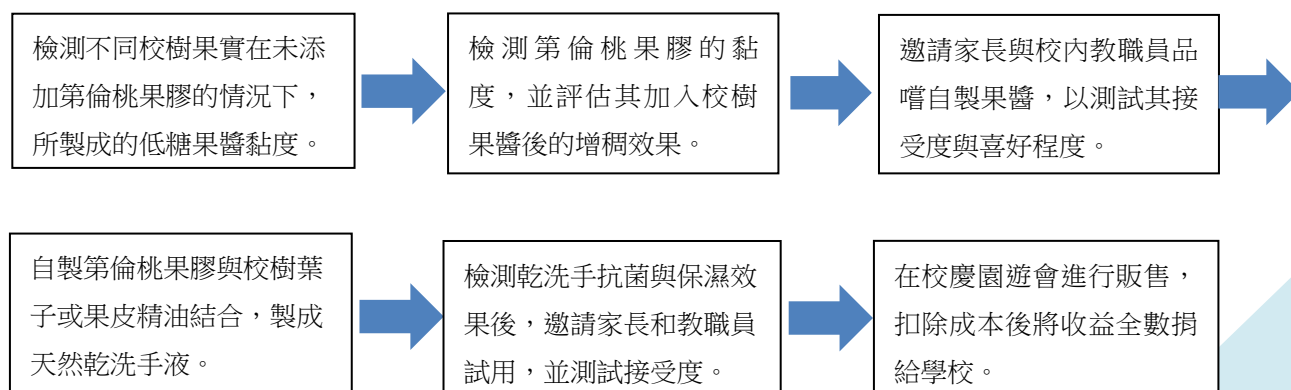 檢測不同校樹果實在未添
加第倫桃果膠的情況下，
所製成的低糖果醬黏度。
檢測第倫桃果膠的黏
度，並評估其加入校樹
果醬後的增稠效果。
邀請家長與校內教職員品
嚐自製果醬，以測試其接
受度與喜好程度。
自製第倫桃果膠與校樹葉
子或果皮精油結合，製成
天然乾洗手液。
檢測乾洗手抗菌與保濕效
果後，邀請家長和教職員
試用，並測試接受度。
在校慶園遊會進行販售，
扣除成本後將收益全數捐
給學校。